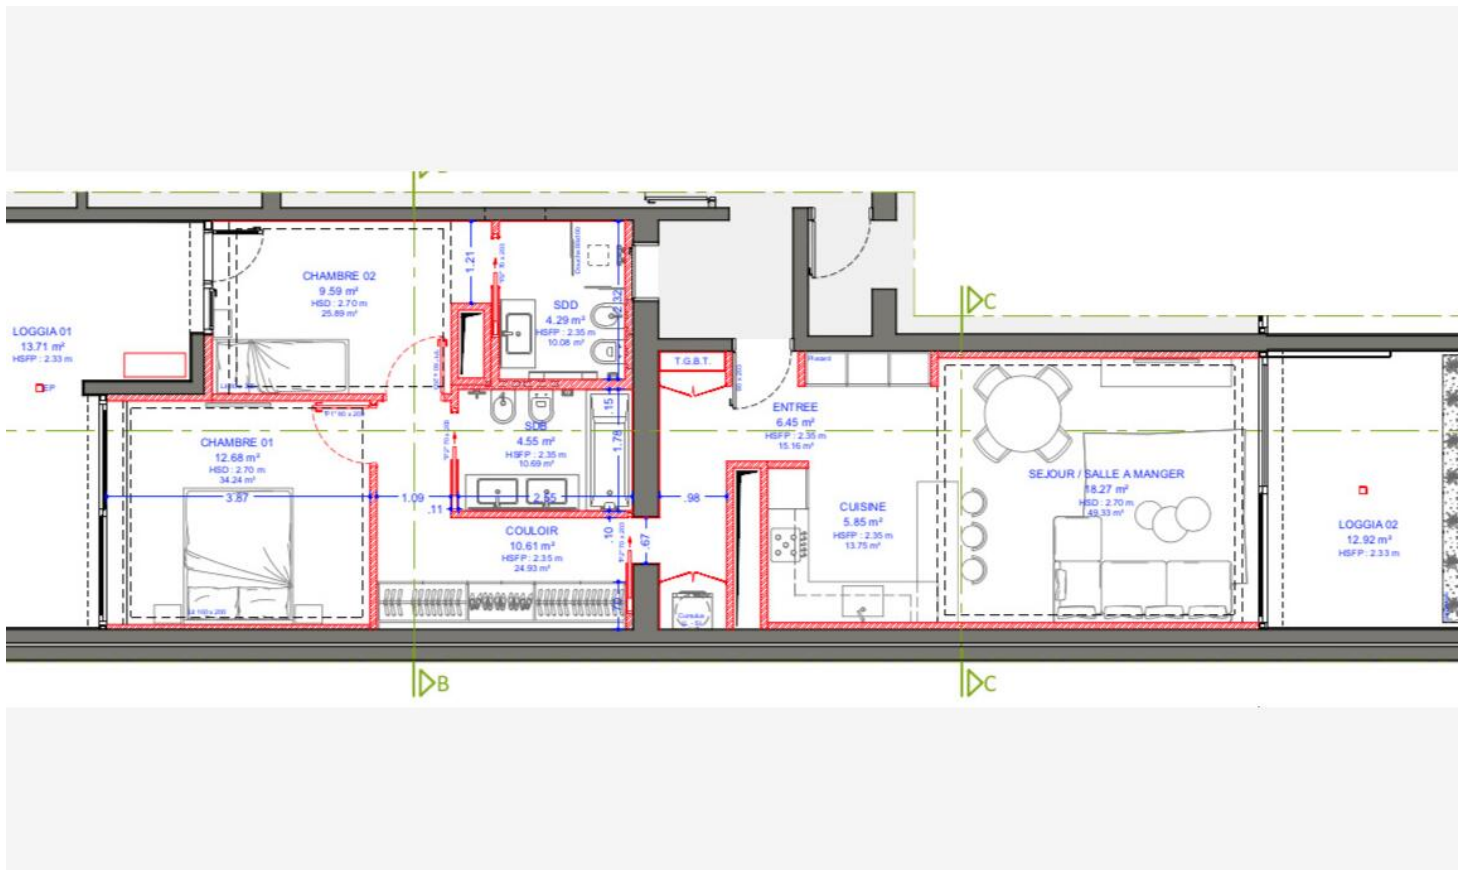 CHAMBRE 02
9.59 m²
HSD : 2.70 m
25.89 m³
LOGGIA 01
13.71 m²
HSFP : 2.33 m
EP
1.21
SDD
4.29 m²
HSFP : 2.35 m
10.08 m³
CHAMBRE 01
12.68 m²
HSD : 2.70 m
34.24 m³
3.87
1.09
.11
SDB
4.55 m²
HSFP : 2.35 m
10.69 m³
.15
1.78
.10
.67
COULOIR
10.61 m²
HSFP : 2.35 m
24.93 m³
T.G.B.T.
Placard
ENTREE
6.45 m²
HSFP : 2.35 m
15.16 m³
.98
CUISINE
5.85 m²
HSFP : 2.35 m
13.75 m³
SEJOUR / SALLE A MANGER
18.27 m²
HSD : 2.70 m
49.33 m³
LOGGIA 02
12.92 m²
HSFP : 2.33 m
C
B
C